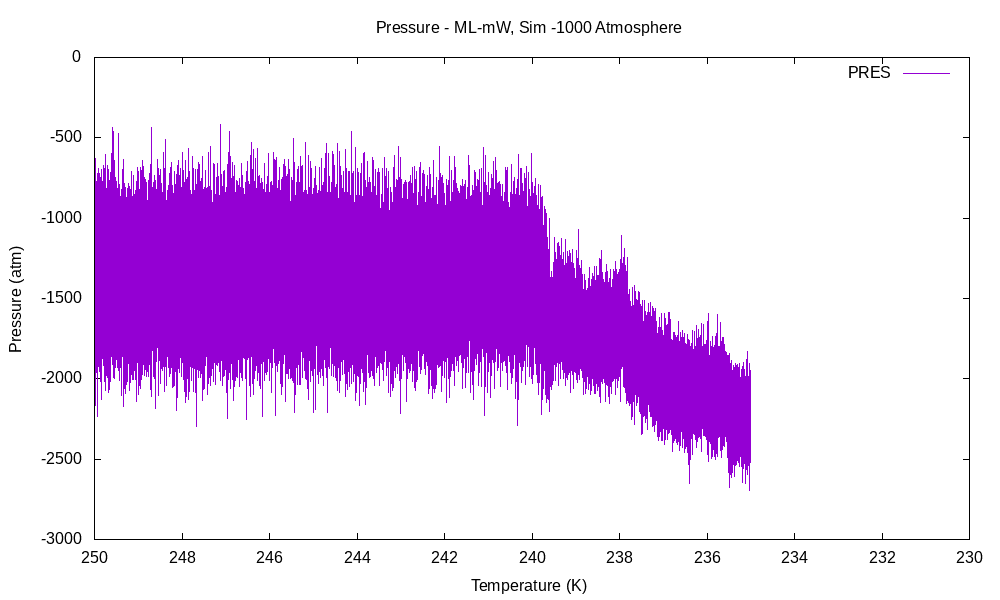 Pressure - ML-mW, Sim -1000 Atmosphere
PRES
0
-500
-1000
-1500
-2000
-2500
-3000
Pressure (atm)
250 248 246 244 242 240 238 236 234 232 230
Temperature (K)